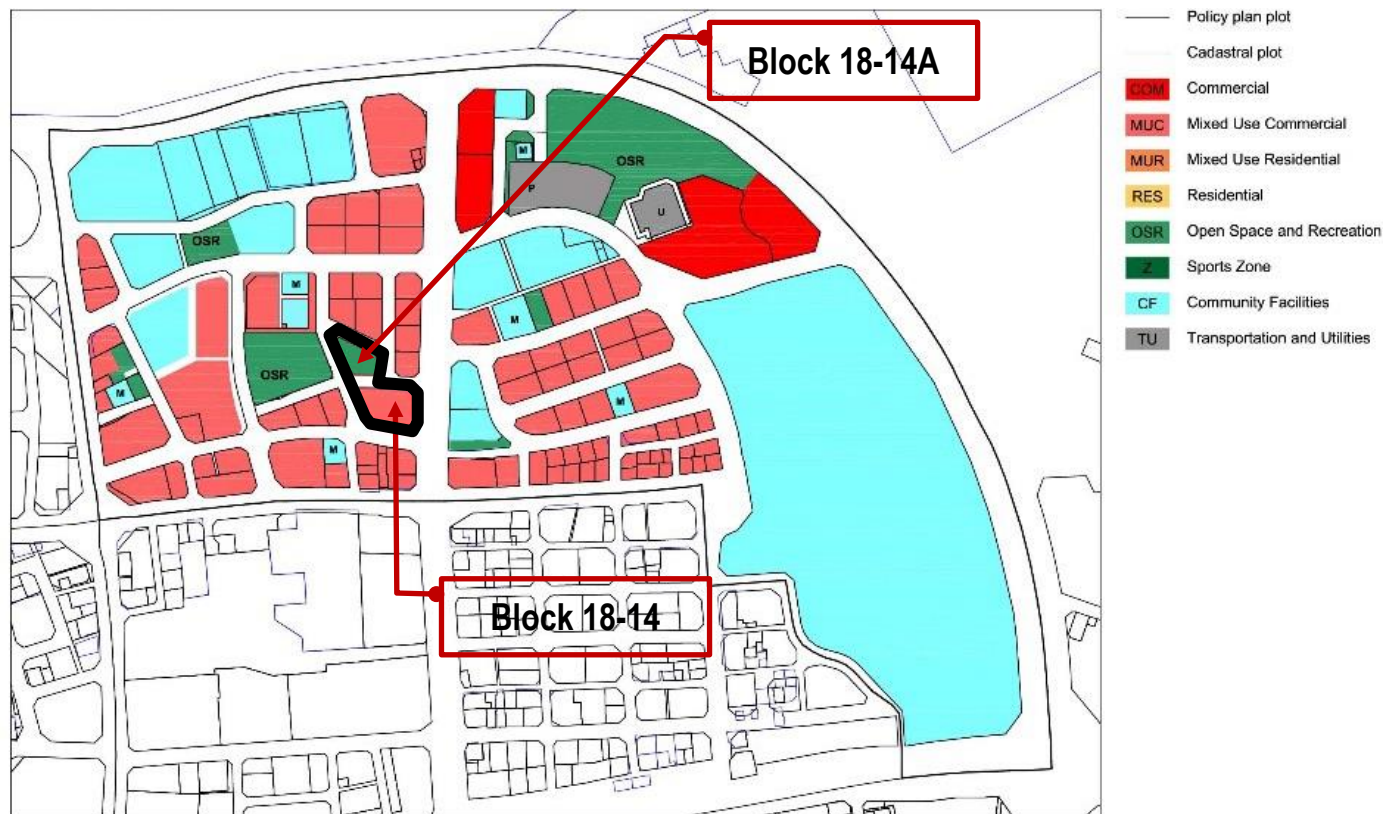 Block 18-14A
Policy plan plot
Cadastral plot
COM Commercial
MUC Mixed Use Commercial
MUR Mixed Use Residential
RES Residential
OSR Open Space and Recreation
Z Sports Zone
CF Community Facilities
TU Transportation and Utilities
M
OSR
P
U
OSR
M
M
OSR
M
M
M
Block 18-14